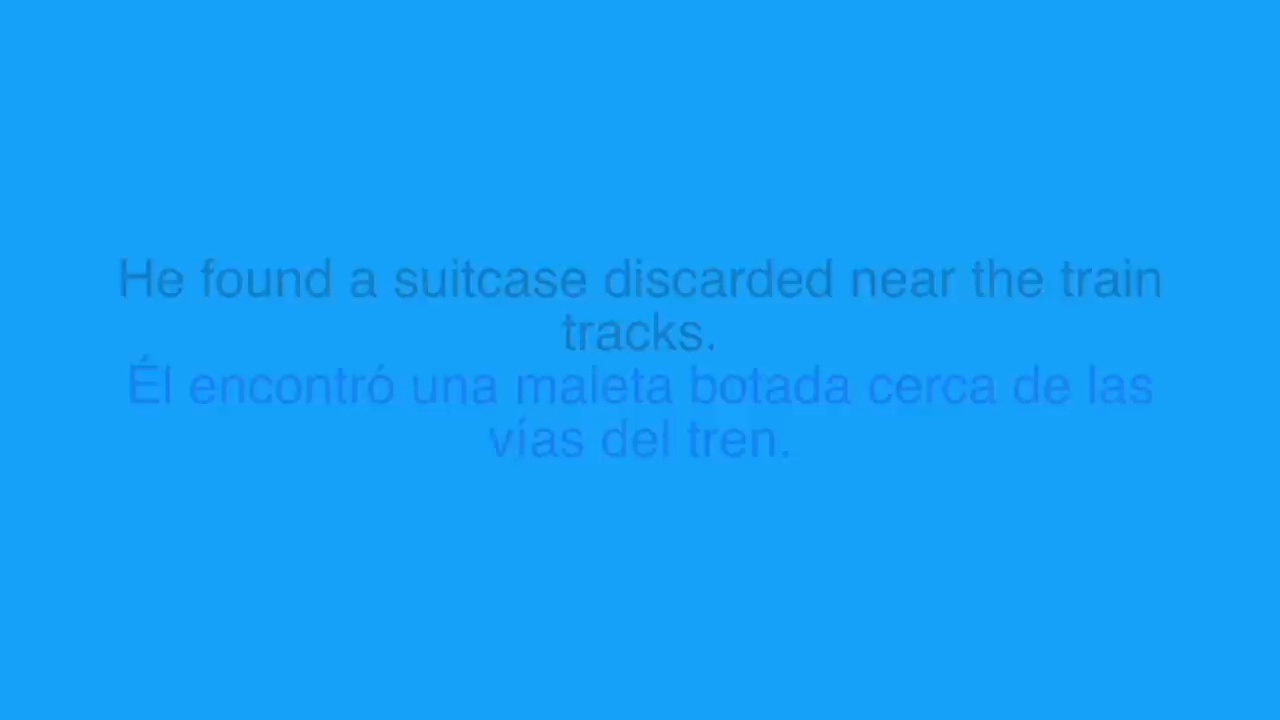 He found a suitcase discarded near the train
tracks.
Él encontró una maleta botada cerca de las
vías del tren.